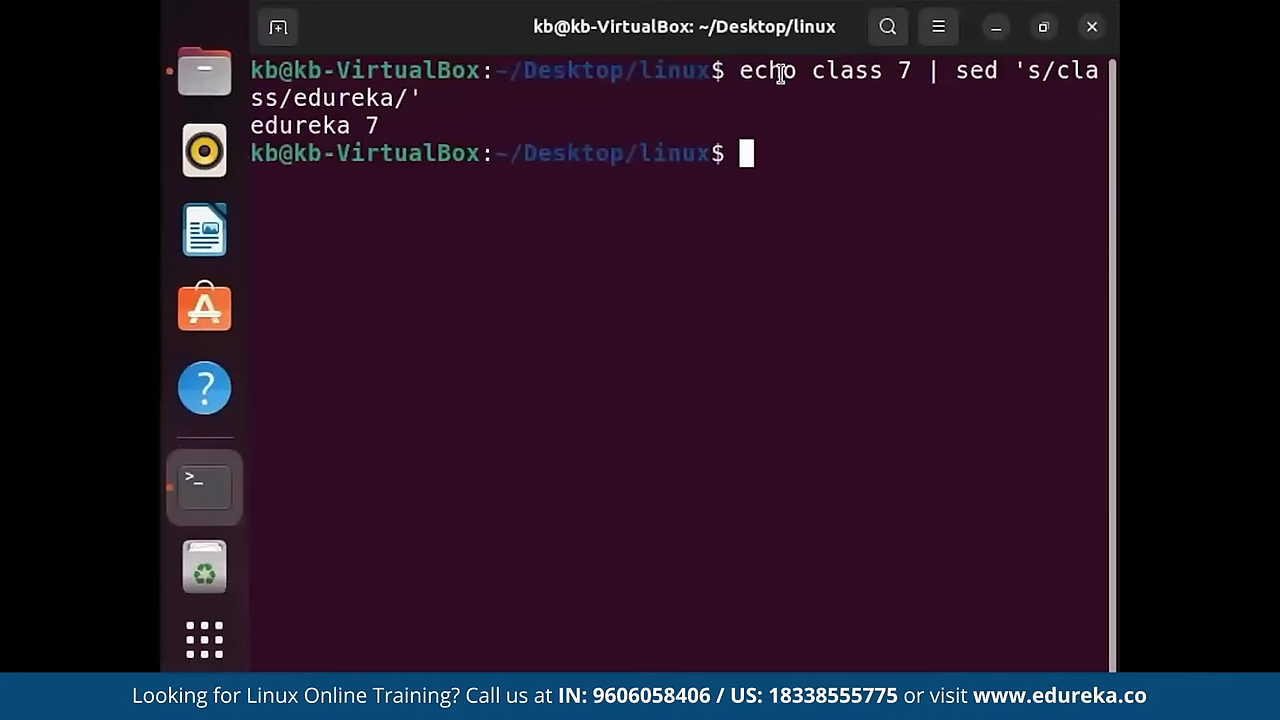 kb@kb-VirtualBox: ~/Desktop/linux
kb@kb-VirtualBox:~/Desktop/linux$ echo class 7 | sed 's/cla
ss/edureka/'
edureka 7
kb@kb-VirtualBox:~/Desktop/linux$
Looking for Linux Online Training? Call us at IN: 9606058406 / US: 18338555775 or visit www.edureka.co